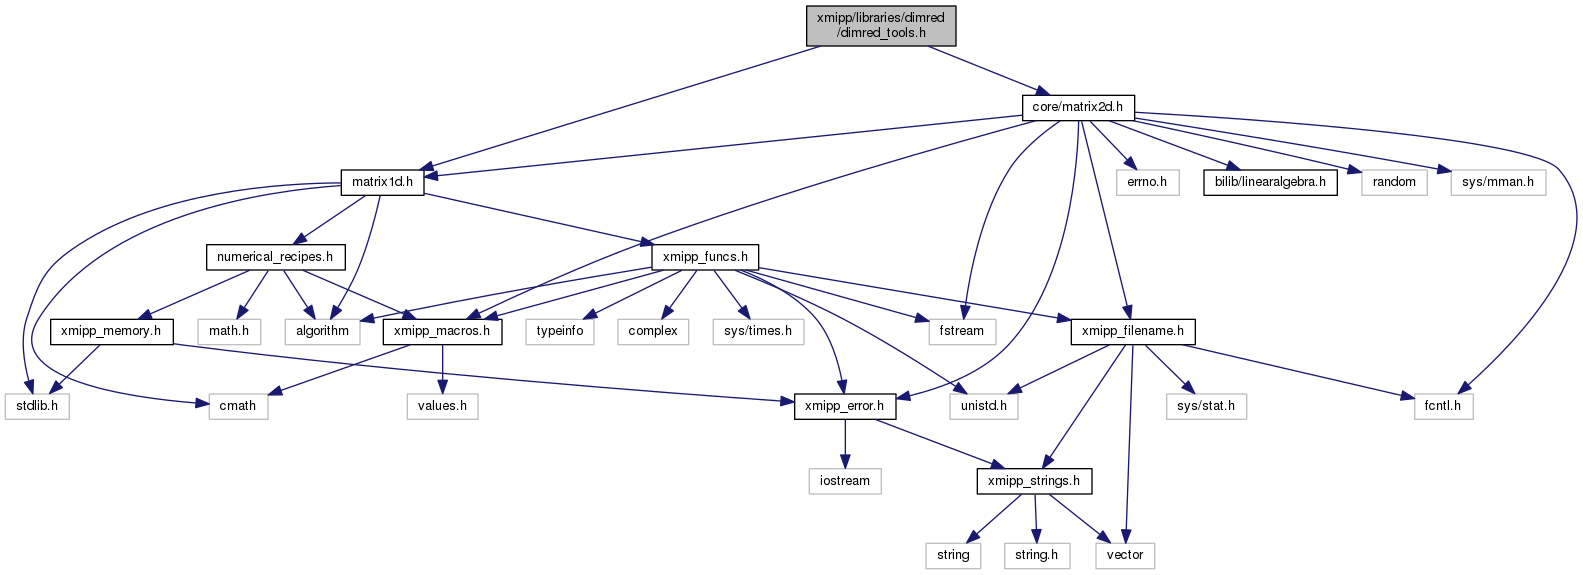 xmipp/libraries/dimred
/dimred_tools.h
core/matrix2d.h
matrix1d.h
errno.h
bilib/linearalgebra.h
random
sys/mman.h
numerical_recipes.h
xmipp_funcs.h
xmipp_memory.h
math.h
algorithm
xmipp_macros.h
typeinfo
complex
sys/times.h
fstream
xmipp_filename.h
stdlib.h
cmath
values.h
xmipp_error.h
unistd.h
sys/stat.h
fcntl.h
iostream
xmipp_strings.h
string
string.h
vector